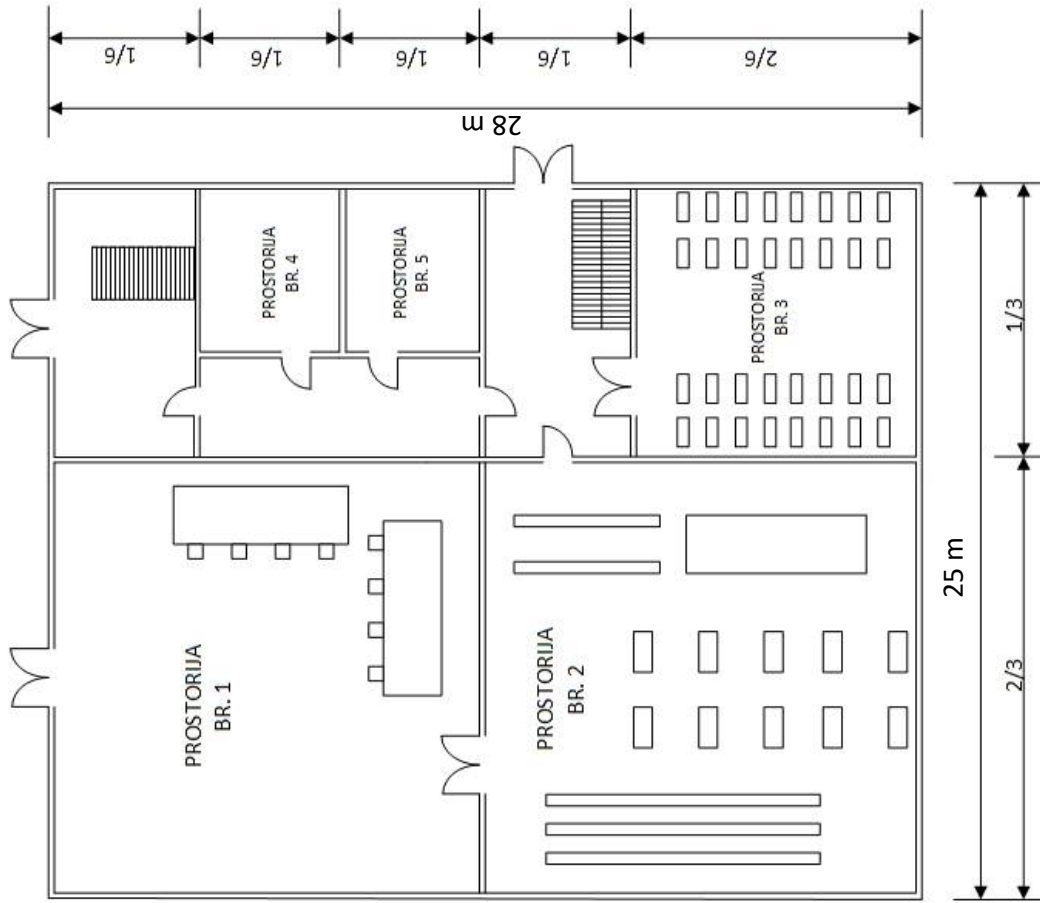 1/6
1/6
1/6
1/6
2/6
28 m
PROSTORIJA
BR. 4
PROSTORIJA
BR. 5
PROSTORIJA
BR. 3
1/3
25 m
PROSTORIJA
BR. 1
PROSTORIJA
BR. 2
2/3